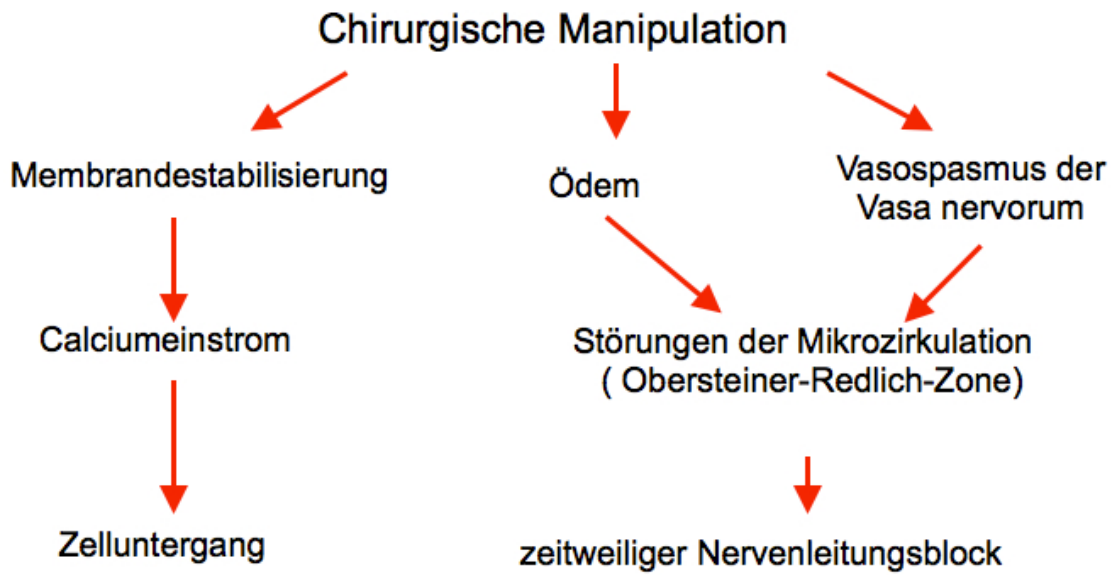 Chirurgische Manipulation
Membrandestabilisierung
Ödem
Vasospasmus der
Vasa nervorum
Calciumeinstrom
Störungen der Mikrozirkulation
( Obersteiner-Redlich-Zone)
Zelluntergang
zeitweiliger Nervenleitungsblock